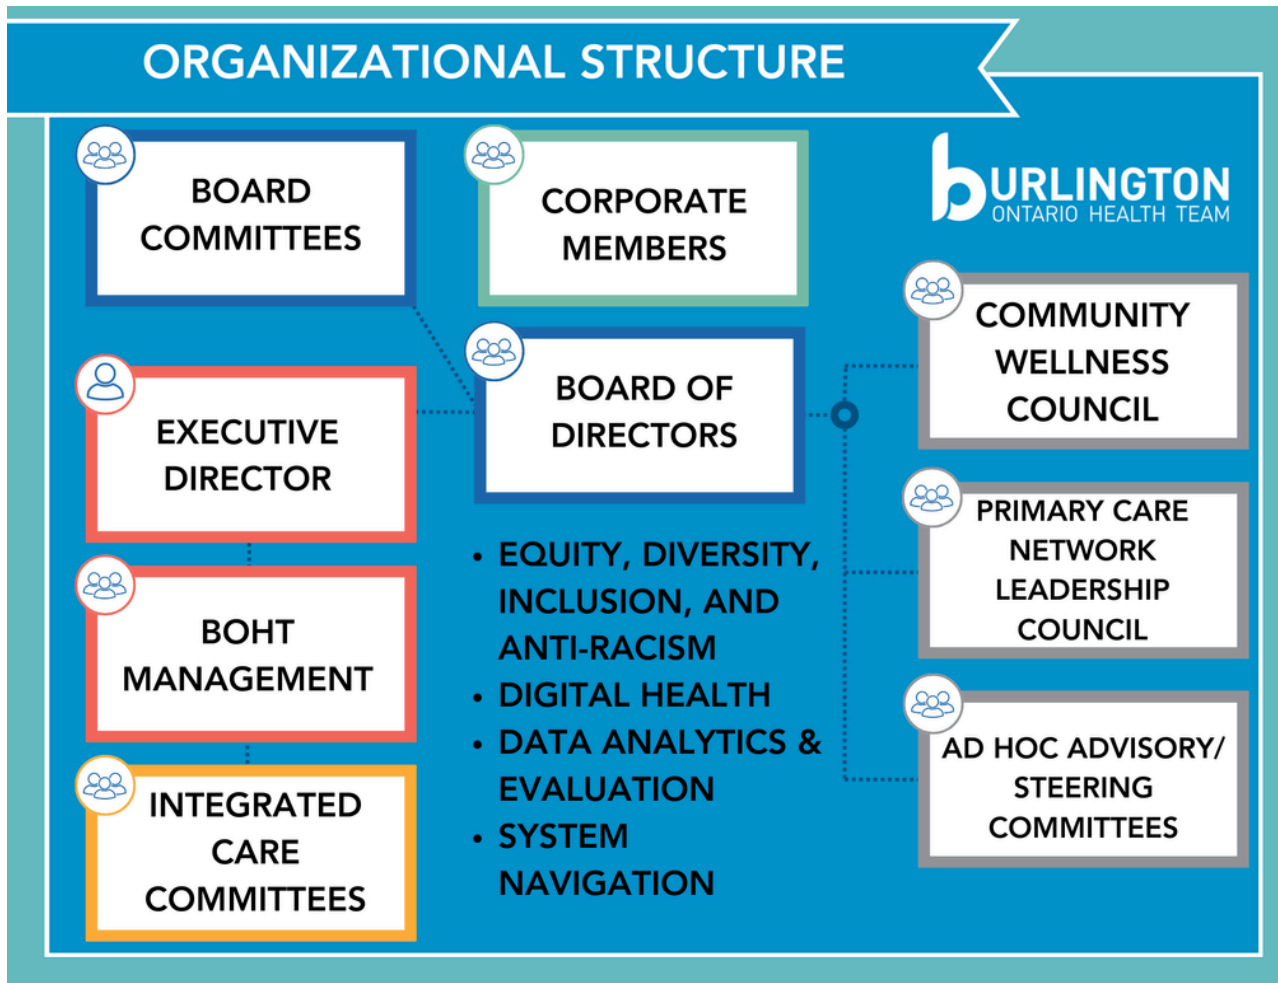 ORGANIZATIONAL STRUCTURE
BURLINGTON
ONTARIO HEALTH TEAM
BOARD
COMMITTEES
CORPORATE
MEMBERS
EXECUTIVE
DIRECTOR
BOARD OF
DIRECTORS
BOHT
MANAGEMENT
INTEGRATED
CARE
COMMITTEES
• EQUITY, DIVERSITY,
INCLUSION, AND
ANTI-RACISM
• DIGITAL HEALTH
• DATA ANALYTICS &
EVALUATION
• SYSTEM
NAVIGATION
COMMUNITY
WELLNESS
COUNCIL
PRIMARY CARE
NETWORK
LEADERSHIP
COUNCIL
AD HOC ADVISORY/
STEERING
COMMITTEES